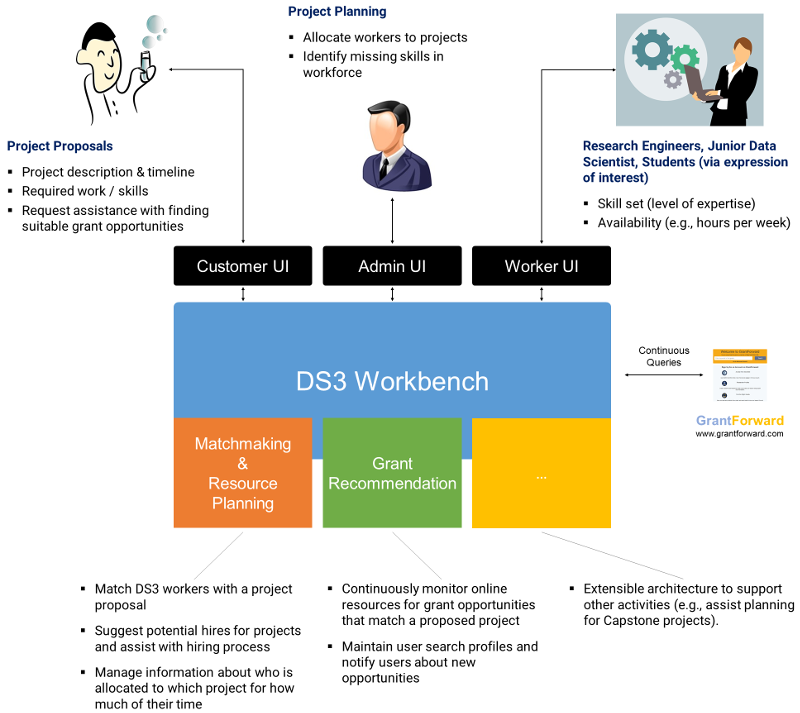 Project Planning
Allocate workers to projects
Identify missing skills in
workforce
Project Proposals
Project description & timeline
Required work / skills
Request assistance with finding
suitable grant opportunities
Research Engineers, Junior Data
Scientist, Students (via expression
of interest)
Skill set (level of expertise)
Availability (e.g., hours per week)
Customer UI
Admin UI
Worker UI
DS3 Workbench
Continuous
Queries
GrantForward
www.grantforward.com
Matchmaking
&
Resource
Planning
Grant
Recommendation
...
Match DS3 workers with a project
proposal
Suggest potential hires for projects
and assist with hiring process
Manage information about who is
allocated to which project for how
much of their time
Continuously monitor online
resources for grant opportunities
that match a proposed project
Maintain user search profiles and
notify users about new
opportunities
Extensible architecture to support
other activities (e.g., assist planning
for Capstone projects).